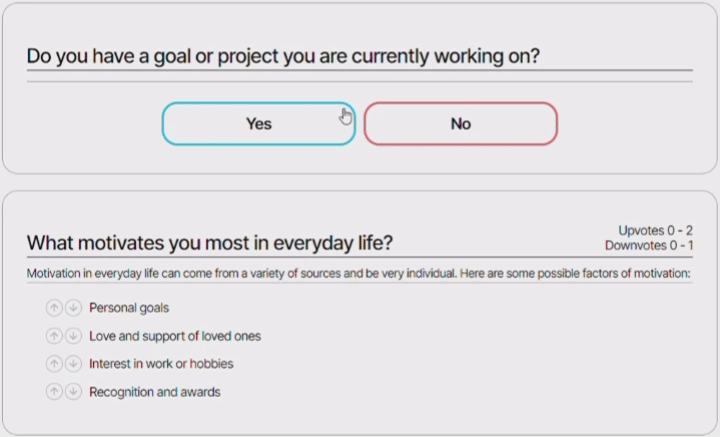 Do you have a goal or project you are currently working on?
Yes
No
What motivates you most in everyday life?
Upvotes 0 - 2
Downvotes 0 - 1
Motivation in everyday life can come from a variety of sources and be very individual. Here are some possible factors of motivation:
Personal goals
Love and support of loved ones
Interest in work or hobbies
Recognition and awards